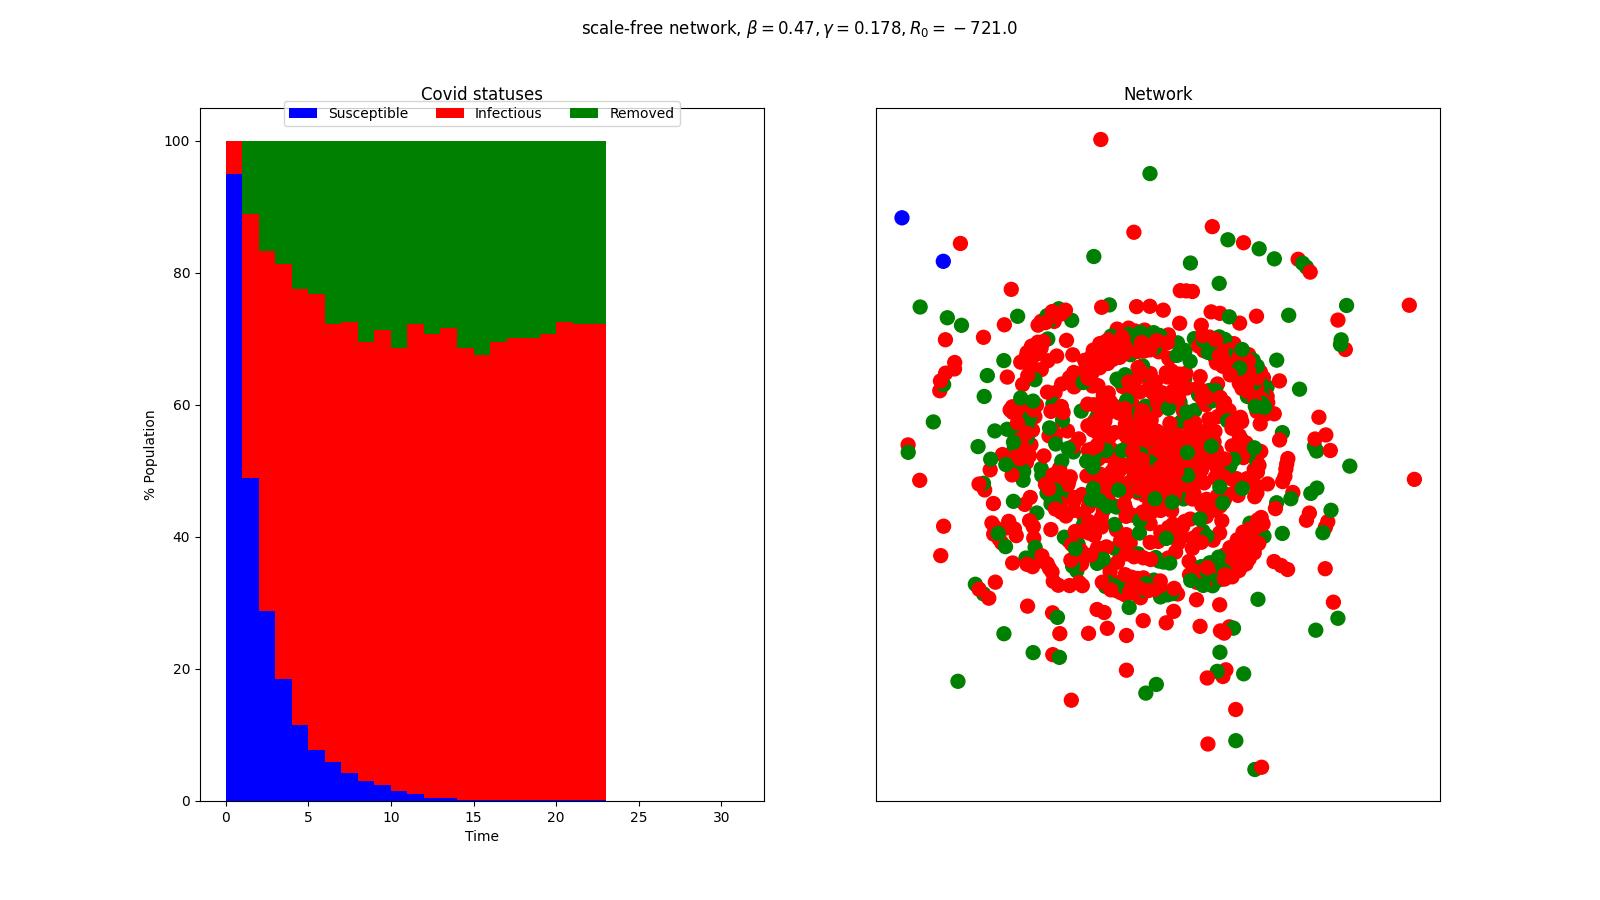 scale-free network, β = 0.47, γ = 0.178, R₀ = − 721.0
Covid statuses
Susceptible Infectious Removed
100
80
60
40
20
0
% Population
0 5 10 15 20 25 30
Time
Network